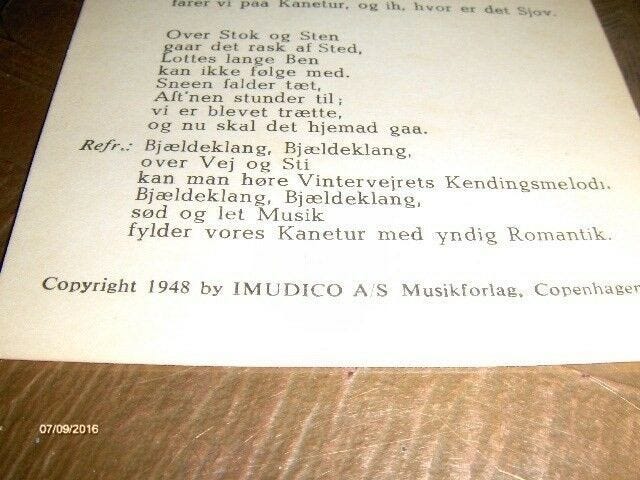 farer vi paa Kanetur, og ih, hvor er det Sjov.
Over Stok og Sten
gaar det rask af Sted,
Lottes lange Ben
kan ikke følge med.
Sneen falder tæt,
Aft'nen stunder til;
vi er blevet trætte,
og nu skal det hjemad gaa.
Refr.: Bjældeklang, Bjældeklang,
over Vej og Sti
kan man høre Vintervejrets Kendingsmelodi.
Bjældeklang, Bjældeklang,
sød og let Musik
fylder vores Kanetur med yndig Romantik.
Copyright 1948 by IMUDICO A/S Musikforlag, Copenhagen
07/09/2016